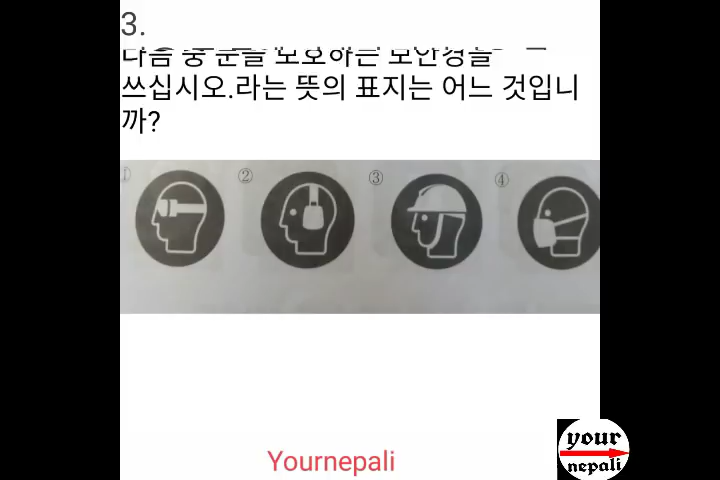 3.
다음 중 눈을 보호하는 보안경을
쓰십시오.라는 뜻의 표지는 어느 것입니
까?
① ② ③ ④
Yournepali
your
nepali